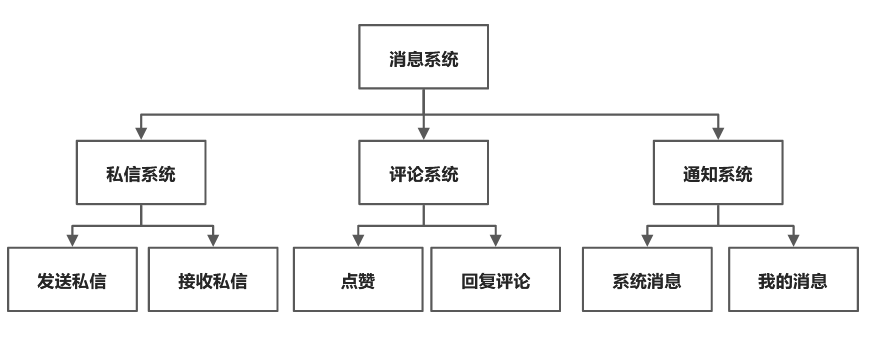 消息系统
私信系统
评论系统
通知系统
发送私信
接收私信
点赞
回复评论
系统消息
我的消息